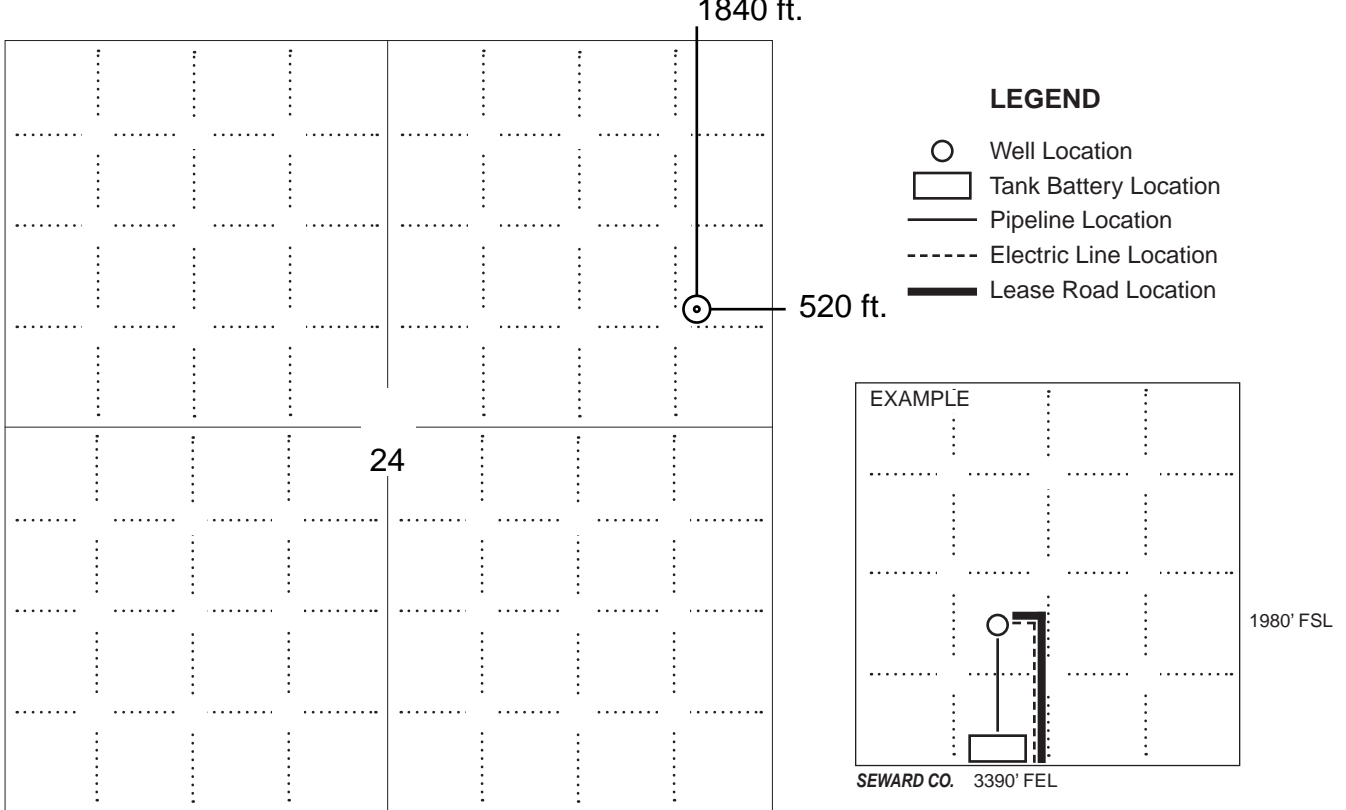 1840 ft.
LEGEND
Well Location
Tank Battery Location
Pipeline Location
Electric Line Location
Lease Road Location
520 ft.
24
EXAMPLE
1980' FSL
SEWARD CO. 3390' FEL